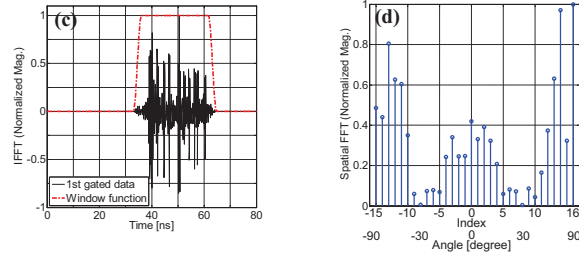 (c)
IFFT (Normalized Mag.)
1
0.5
0
-0.5
-1
1st gated data
Window function
0 20 40 60 80
Time [ns]
(d)
Spatial FFT (Normalized Mag.)
1
0.8
0.6
0.4
0.2
0
-15 -10 -5 0 5 10 16
Index
-90 -30 0 30 90
Angle [degree]